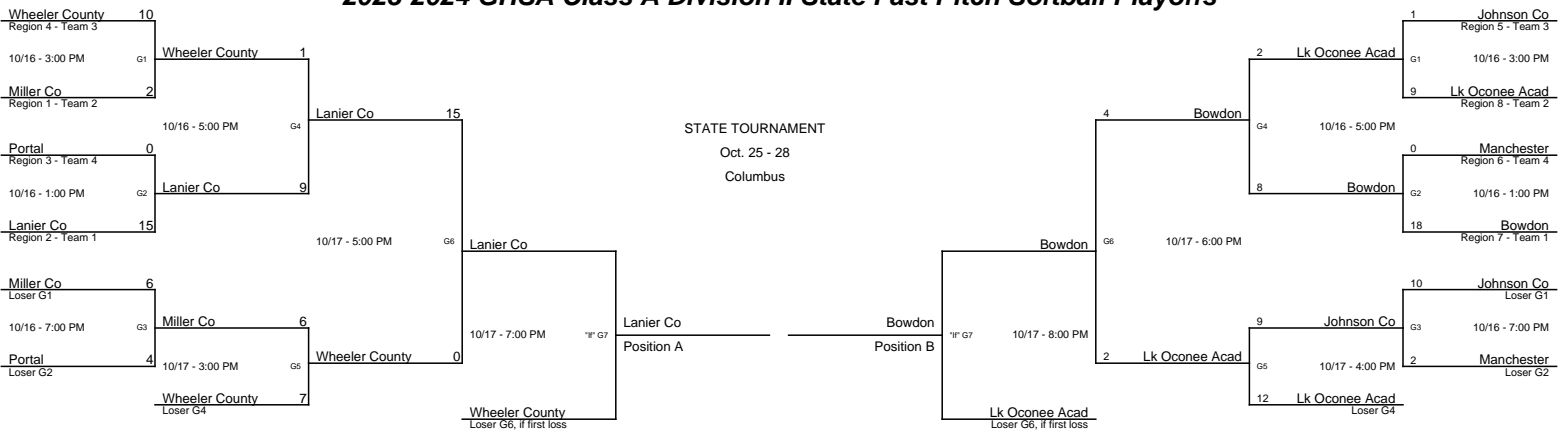 2023-2024 GHSA Class A Division II State Fast Pitch Softball Playoffs
Wheeler County 10
Region 4 - Team 3
10/16 - 3:00 PM G1
Miller Co 2
Region 1 - Team 2
Wheeler County 1
10/16 - 5:00 PM G4
Portal 0
Region 3 - Team 4
10/16 - 1:00 PM G2
Lanier Co 15
Region 2 - Team 1
Lanier Co 9
Lanier Co 15
10/17 - 5:00 PM G6
Miller Co 6
Loser G1
10/16 - 7:00 PM G3
Portal 4
Loser G2
Miller Co 6
10/17 - 3:00 PM G5
Wheeler County 7
Loser G4
Wheeler County 0
Lanier Co
10/17 - 7:00 PM "If" G7
Wheeler County
Loser G6, if first loss
Lanier Co
Position A
STATE TOURNAMENT
Oct. 25 - 28
Columbus
Bowdon
Position B
Bowdon
"If" G7 10/17 - 8:00 PM
Lk Oconee Acad
Loser G6, if first loss
4 Bowdon
G6 10/17 - 6:00 PM
2 Lk Oconee Acad
2 Lk Oconee Acad
G4 10/16 - 5:00 PM
8 Bowdon
9 Johnson Co
G5 10/17 - 4:00 PM
12 Lk Oconee Acad
Loser G4
1 Johnson Co
Region 5 - Team 3
G1 10/16 - 3:00 PM
9 Lk Oconee Acad
Region 8 - Team 2
0 Manchester
Region 6 - Team 4
G2 10/16 - 1:00 PM
18 Bowdon
Region 7 - Team 1
10 Johnson Co
Loser G1
G3 10/16 - 7:00 PM
2 Manchester
Loser G2